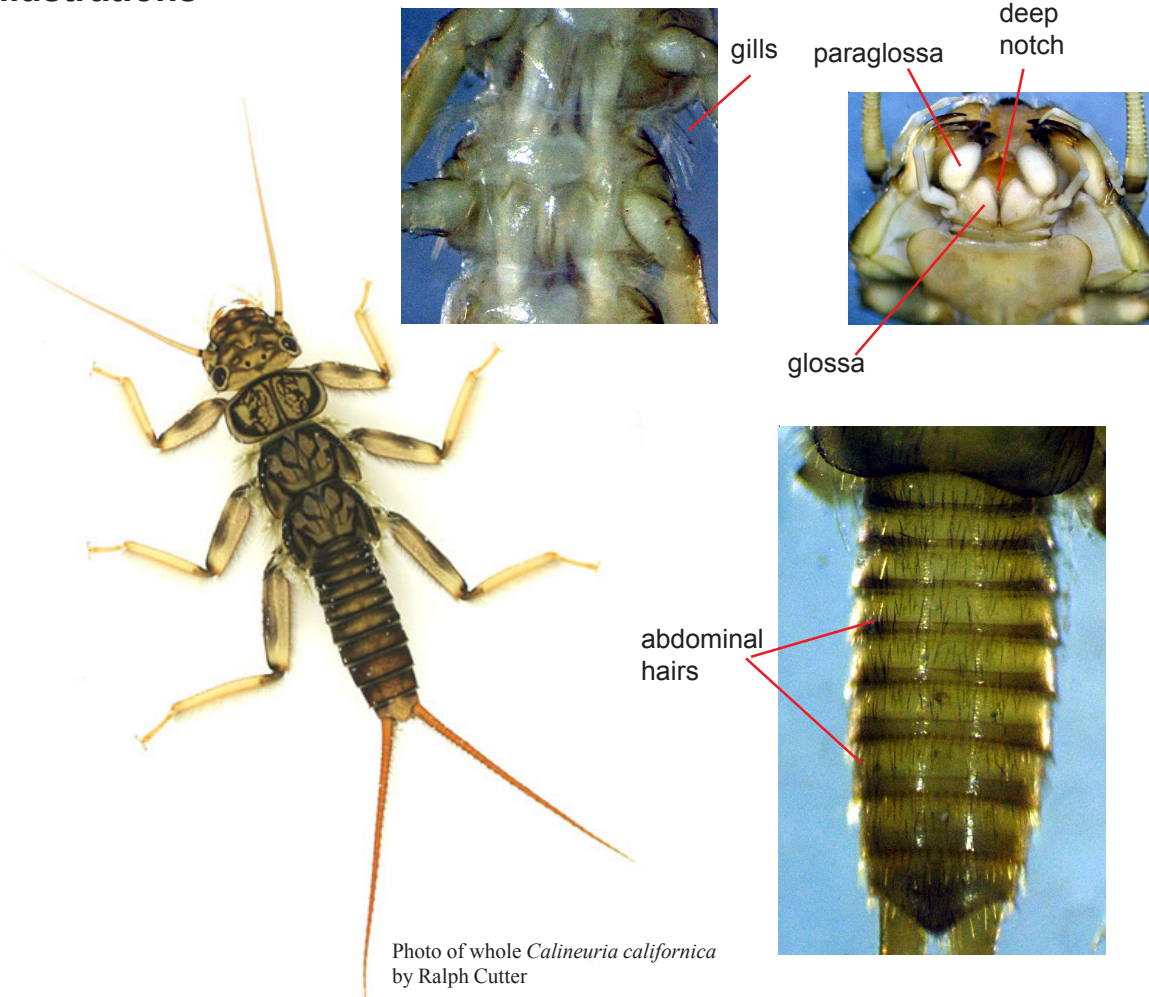 gills
paraglossa
deep
notch
glossa
abdominal
hairs
Photo of whole Calineuria californica
by Ralph Cutter